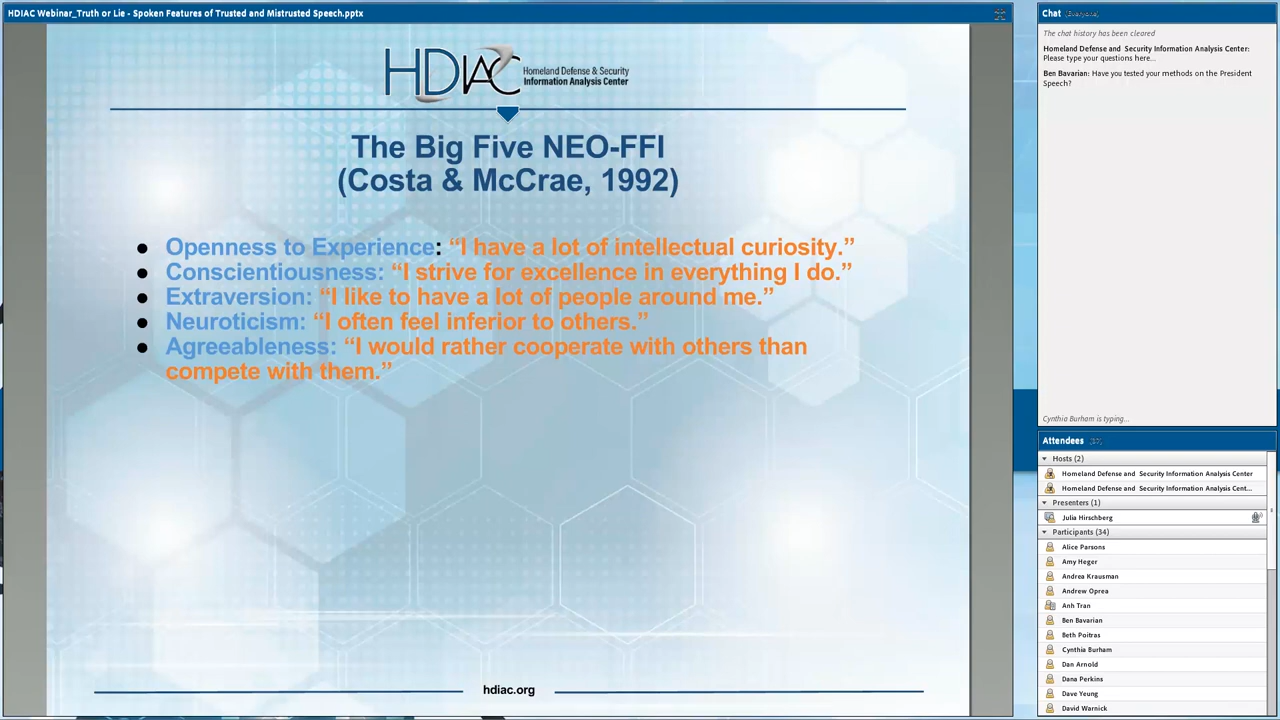 HDIAC Webinar_Truth or Lie - Spoken Features of Trusted and Mistrusted Speech.pptx
HDIAC
Homeland Defense & Security
Information Analysis Center
The Big Five NEO-FFI
(Costa & McCrae, 1992)
● Openness to Experience: “I have a lot of intellectual curiosity.”
● Conscientiousness: “I strive for excellence in everything I do.”
● Extraversion: “I like to have a lot of people around me.”
● Neuroticism: “I often feel inferior to others.”
● Agreeableness: “I would rather cooperate with others than
compete with them.”
hdiac.org
Chat (Everyone)
The chat history has been cleared
Homeland Defense and Security Information Analysis Center:
Please type your questions here...
Ben Bavarian: Have you tested your methods on the President
Speech?
Cynthia Burham is typing...
Attendees (37)
Hosts (2)
Homeland Defense and Security Information Analysis Center
Homeland Defense and Security Information Analysis Cent...
Presenters (1)
Julia Hirschberg
Participants (34)
Alice Parsons
Amy Heger
Andrea Krausman
Andrew Oprea
Anh Tran
Ben Bavarian
Beth Poitras
Cynthia Burham
Dan Arnold
Dana Perkins
Dave Yeung
David Warnick